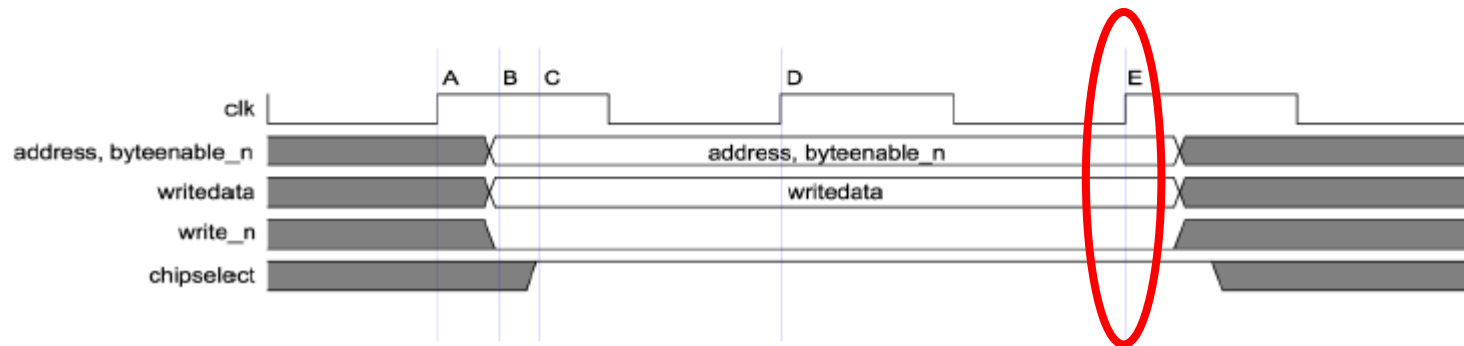 A B C D E
clk
address, byteenable_n address, byteenable_n
writedata writedata
write_n
chipselect